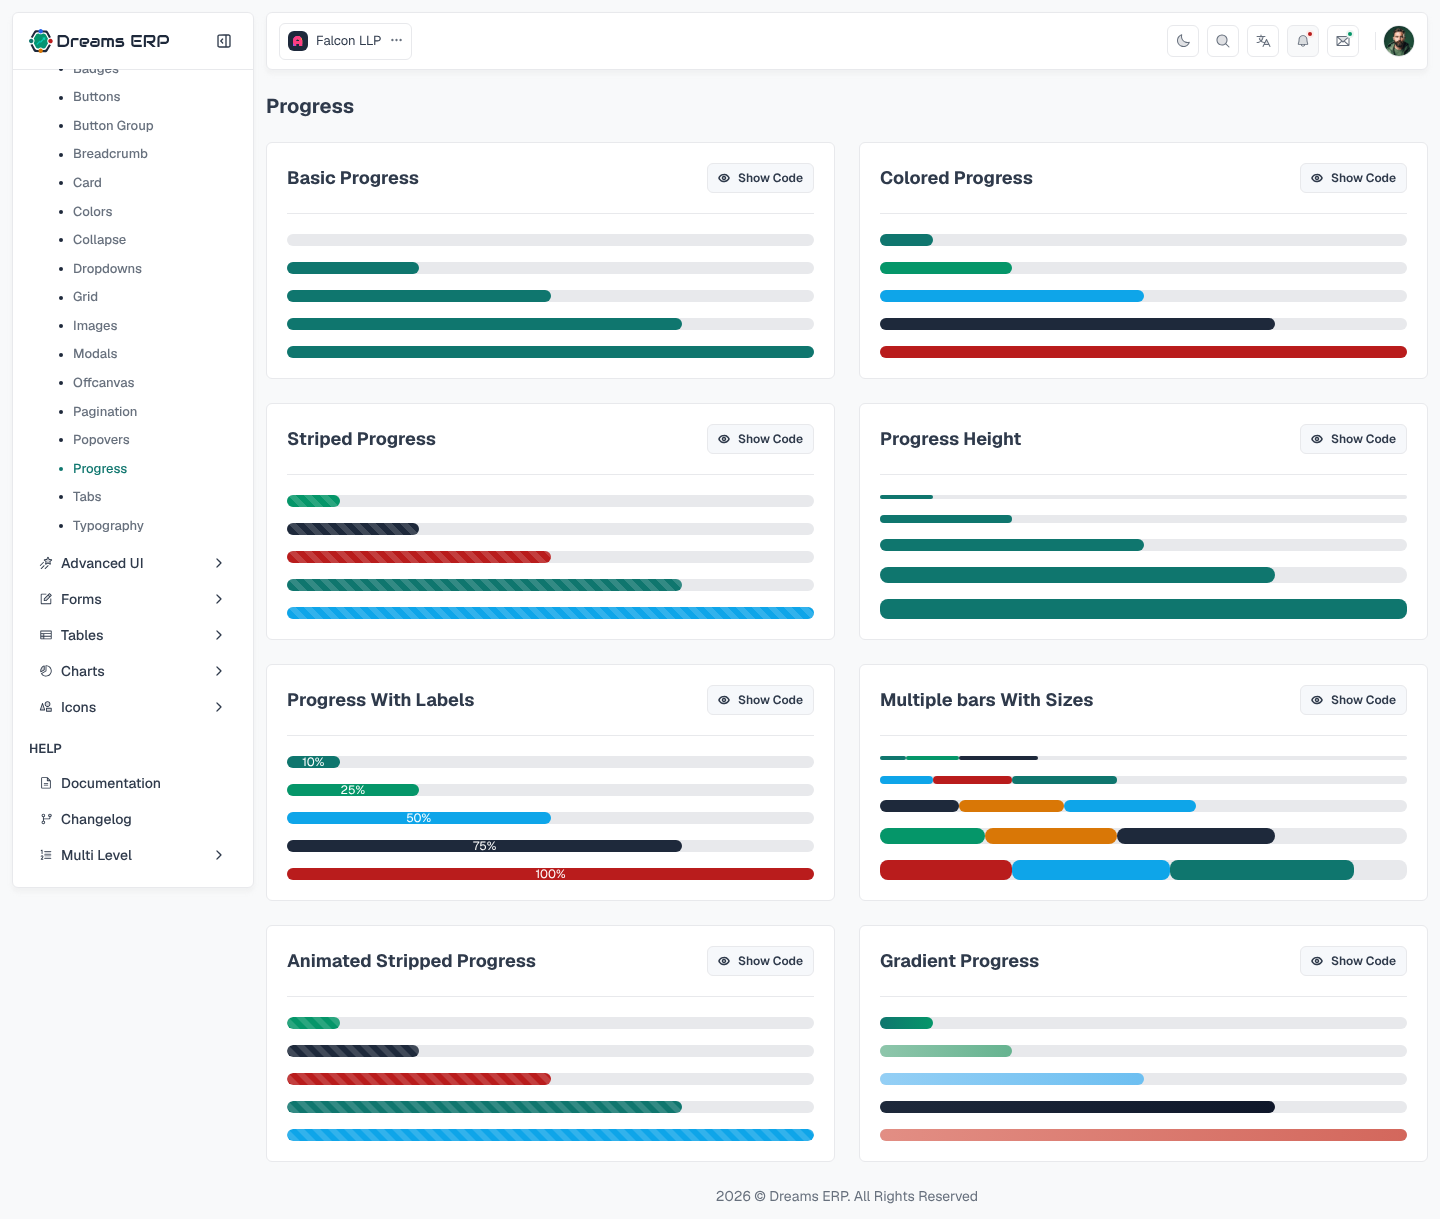 Dreams ERP
Falcon LLP
Badges
Buttons
Button Group
Breadcrumb
Card
Colors
Collapse
Dropdowns
Grid
Images
Modals
Offcanvas
Pagination
Popovers
Progress
Tabs
Typography
Advanced UI
Forms
Tables
Charts
Icons
HELP
Documentation
Changelog
Multi Level
Progress
Basic Progress
Show Code
Colored Progress
Show Code
Striped Progress
Show Code
Progress Height
Show Code
Progress With Labels
Show Code
10%
25%
50%
75%
100%
Multiple bars With Sizes
Show Code
Animated Stripped Progress
Show Code
Gradient Progress
Show Code
2026 © Dreams ERP. All Rights Reserved